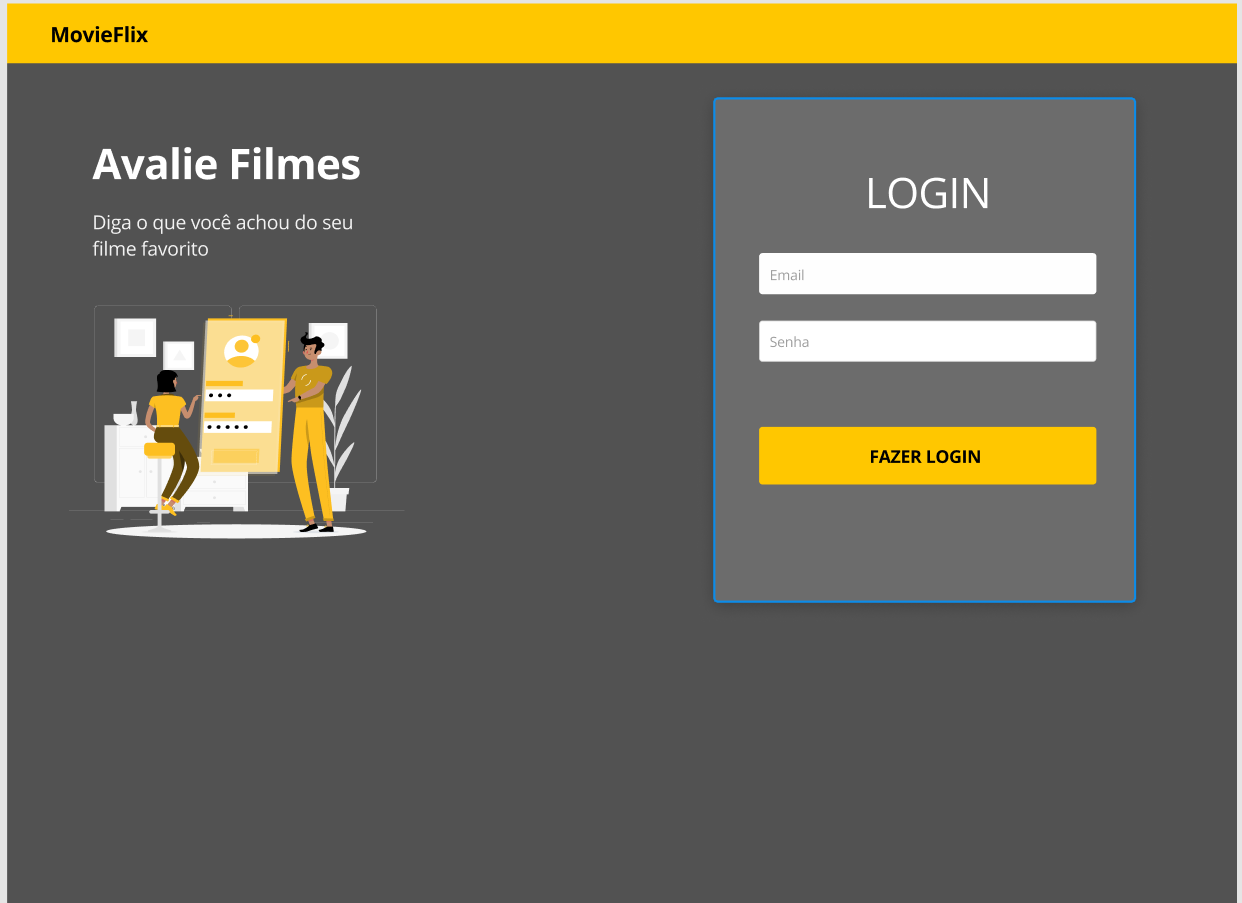 MovieFlix
Avalie Filmes
Diga o que você achou do seu
filme favorito
LOGIN
Email
Senha
FAZER LOGIN